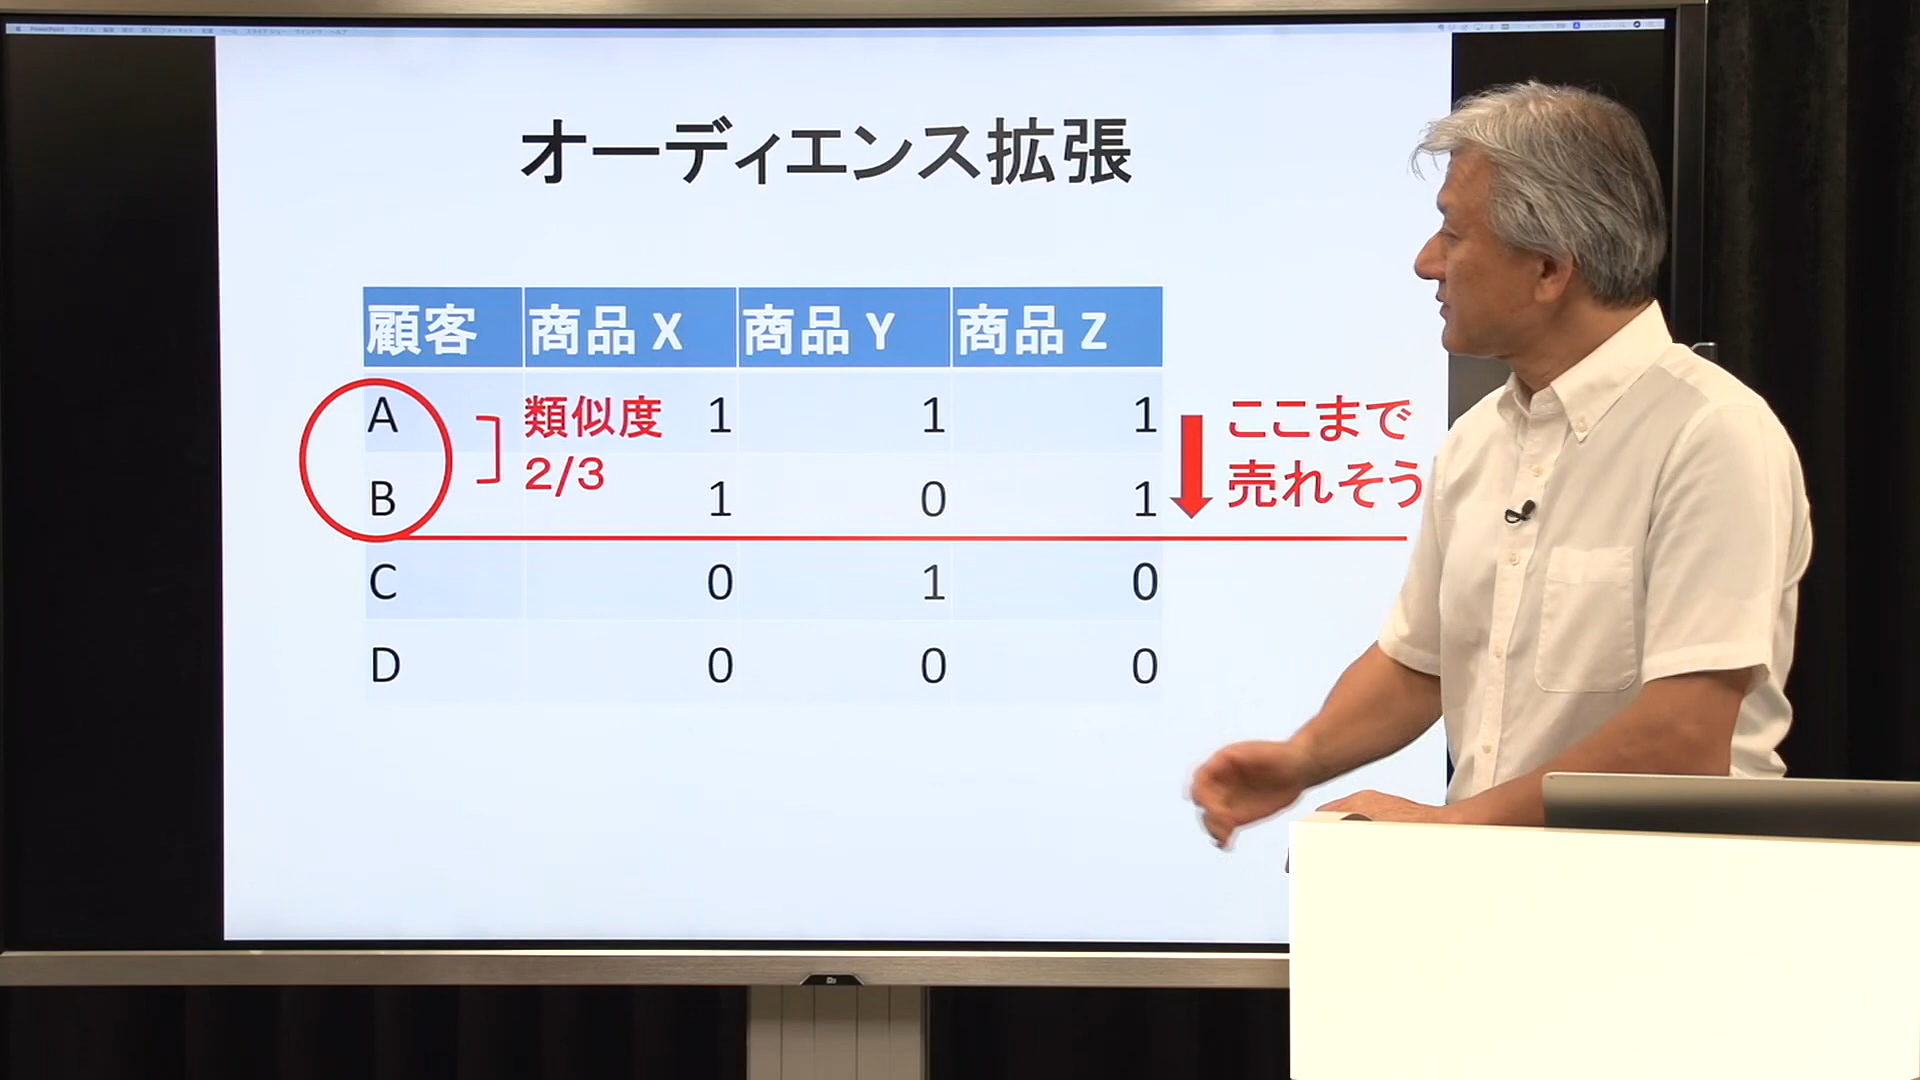 オーディエンス拡張
顧客 商品 X 商品 Y 商品 Z
A 類似度 1 1 1 ここまで
2/3 売れそう
B 1 0 1
C 0 1 0
D 0 0 0